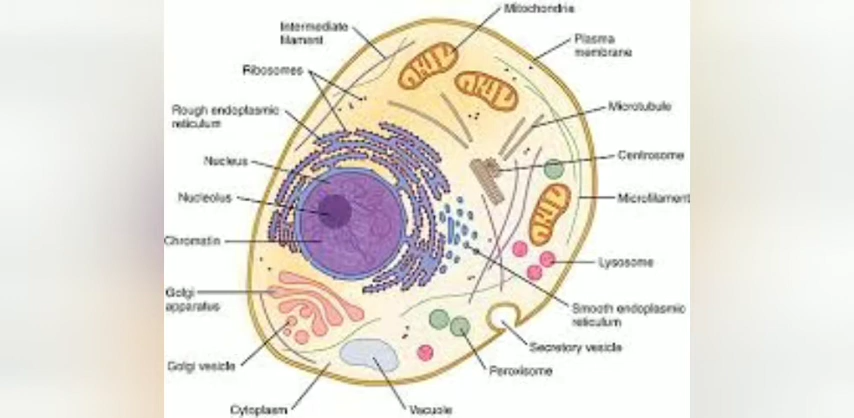 Mitochondria
Intermediate
filament
Plasma
membrane
Ribosomes
Rough endoplasmic
reticulum
Microtubule
Nucleus
Centrosome
Nucleolus
Microfilament
Chromatin
Lysosome
Golgi
apparatus
Smooth endoplasmic
reticulum
Secretory vesicle
Golgi vesicle
Peroxisome
Cytoplasm
Vacuole